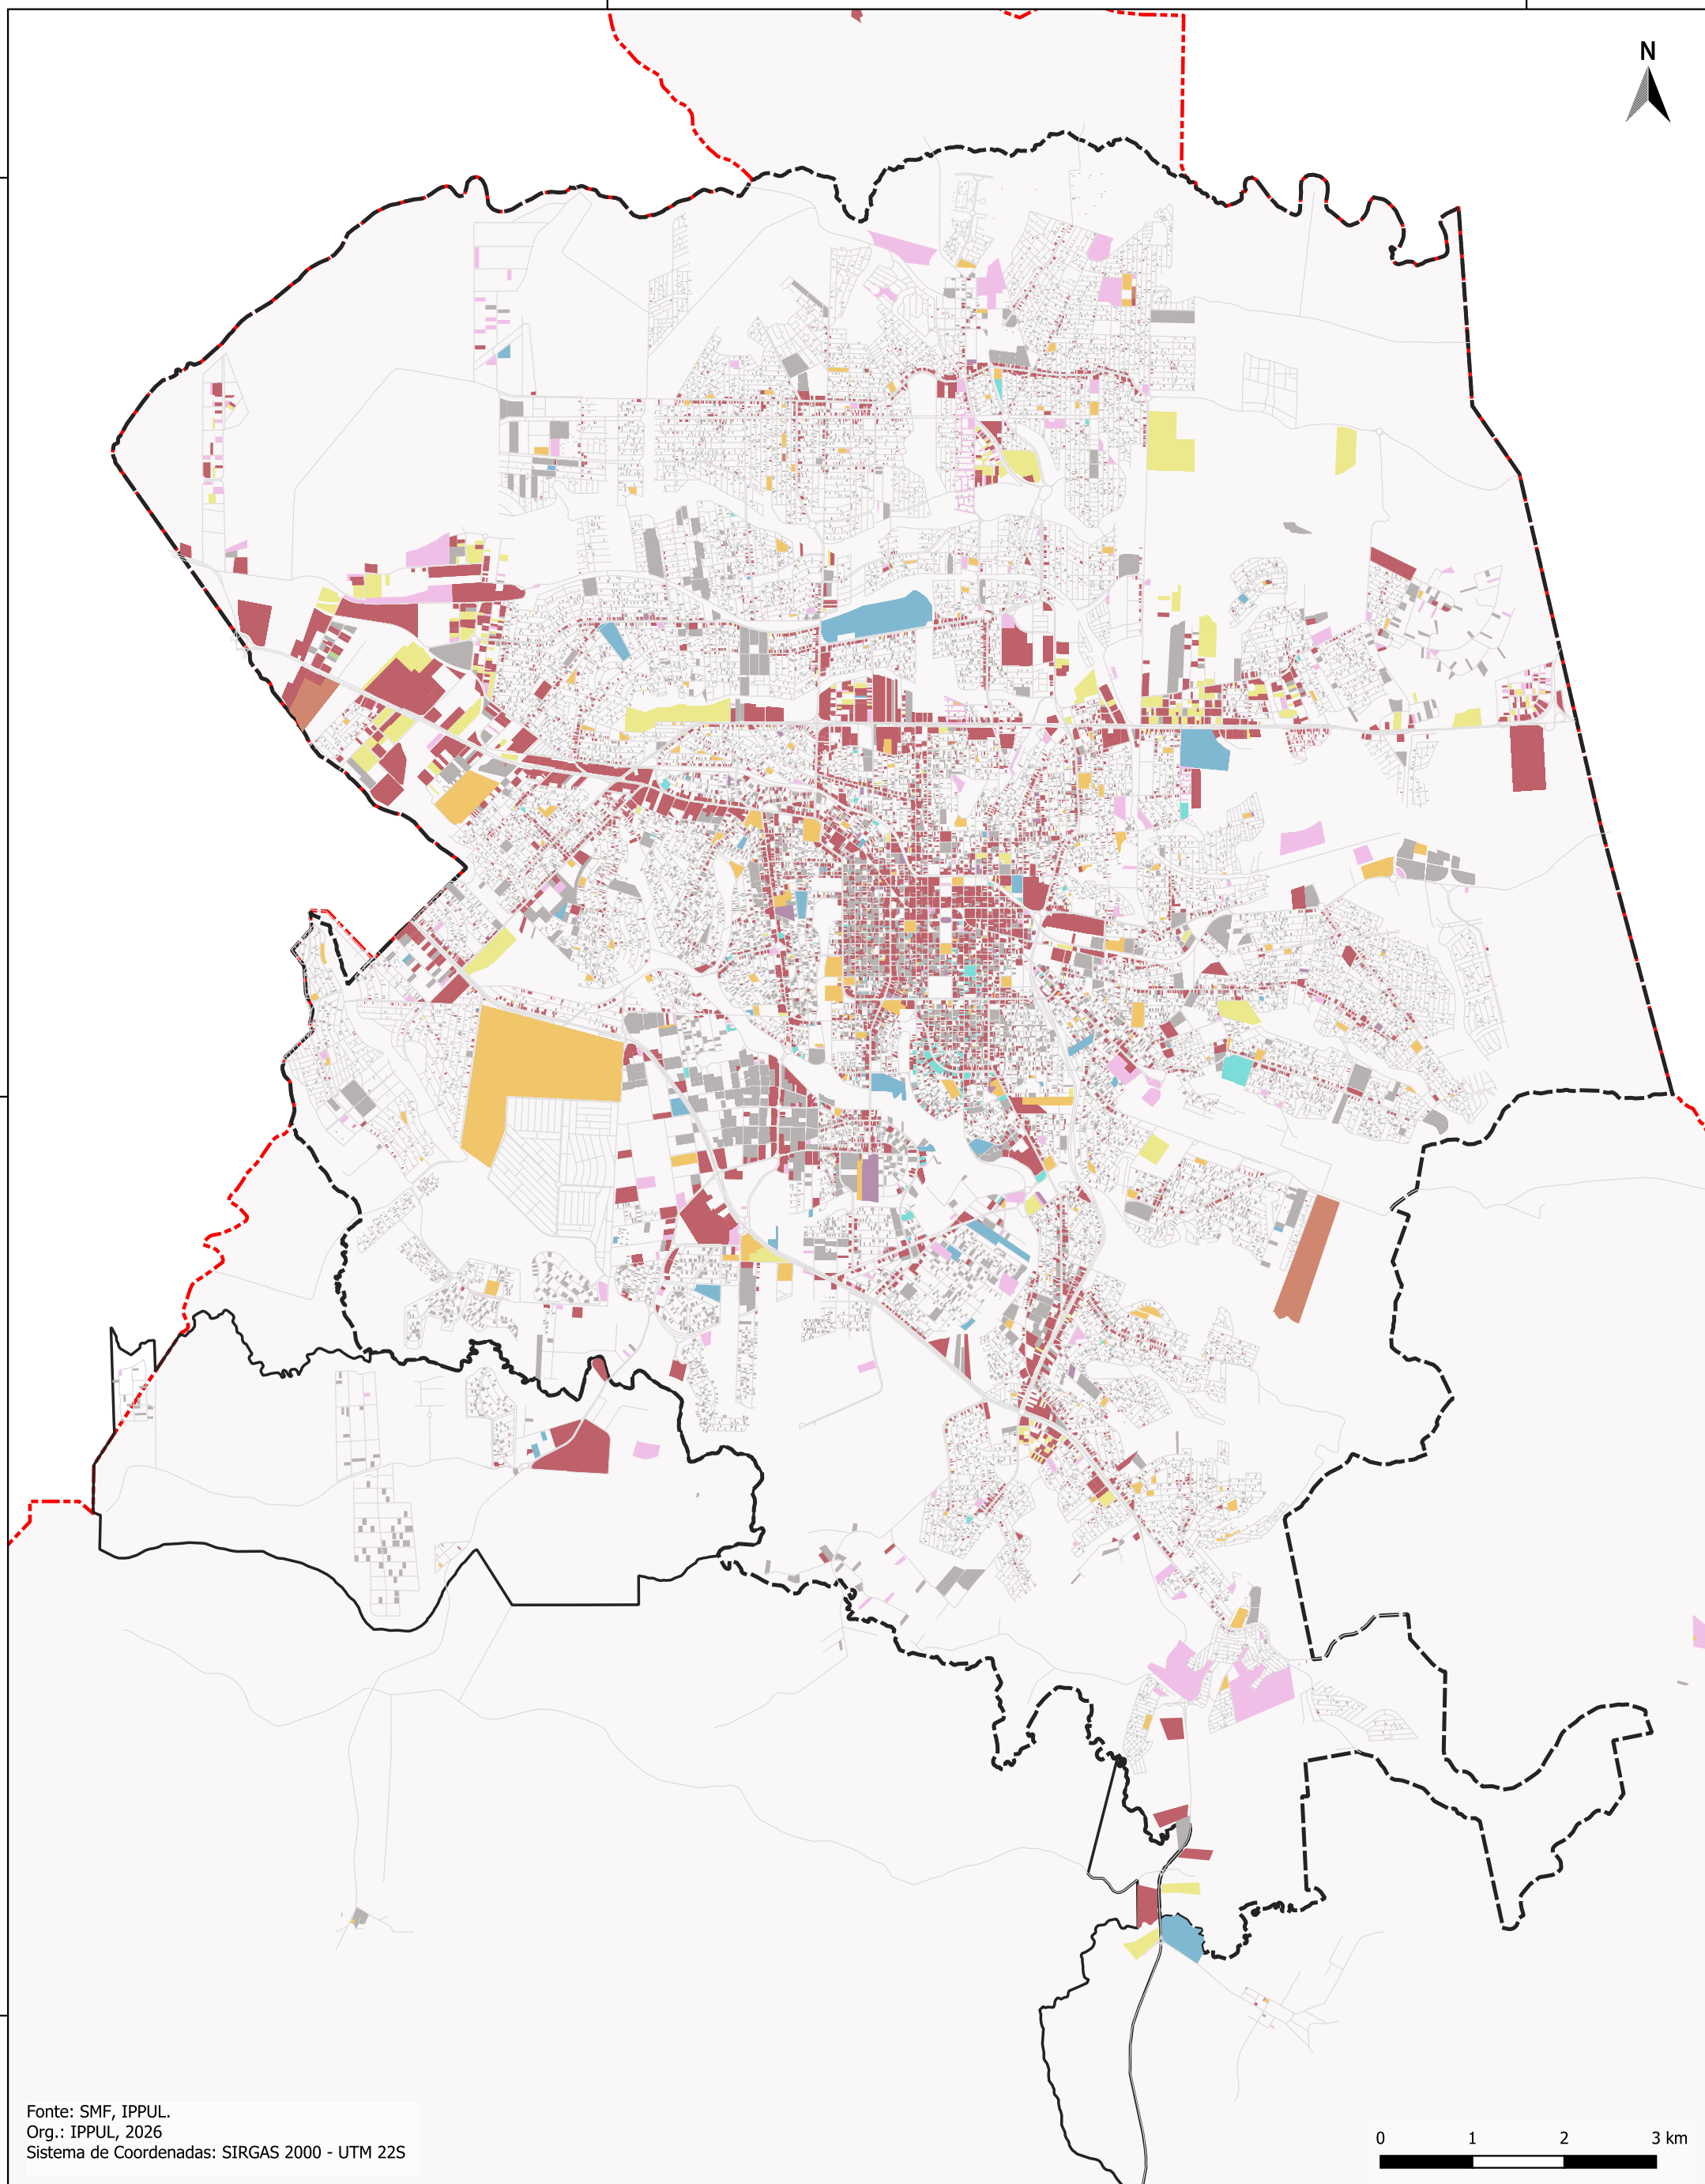 N
Fonte: SMF, IPPUL.
Org.: IPPUL, 2026
Sistema de Coordenadas: SIRGAS 2000 - UTM 22S
0 1 2 3 km